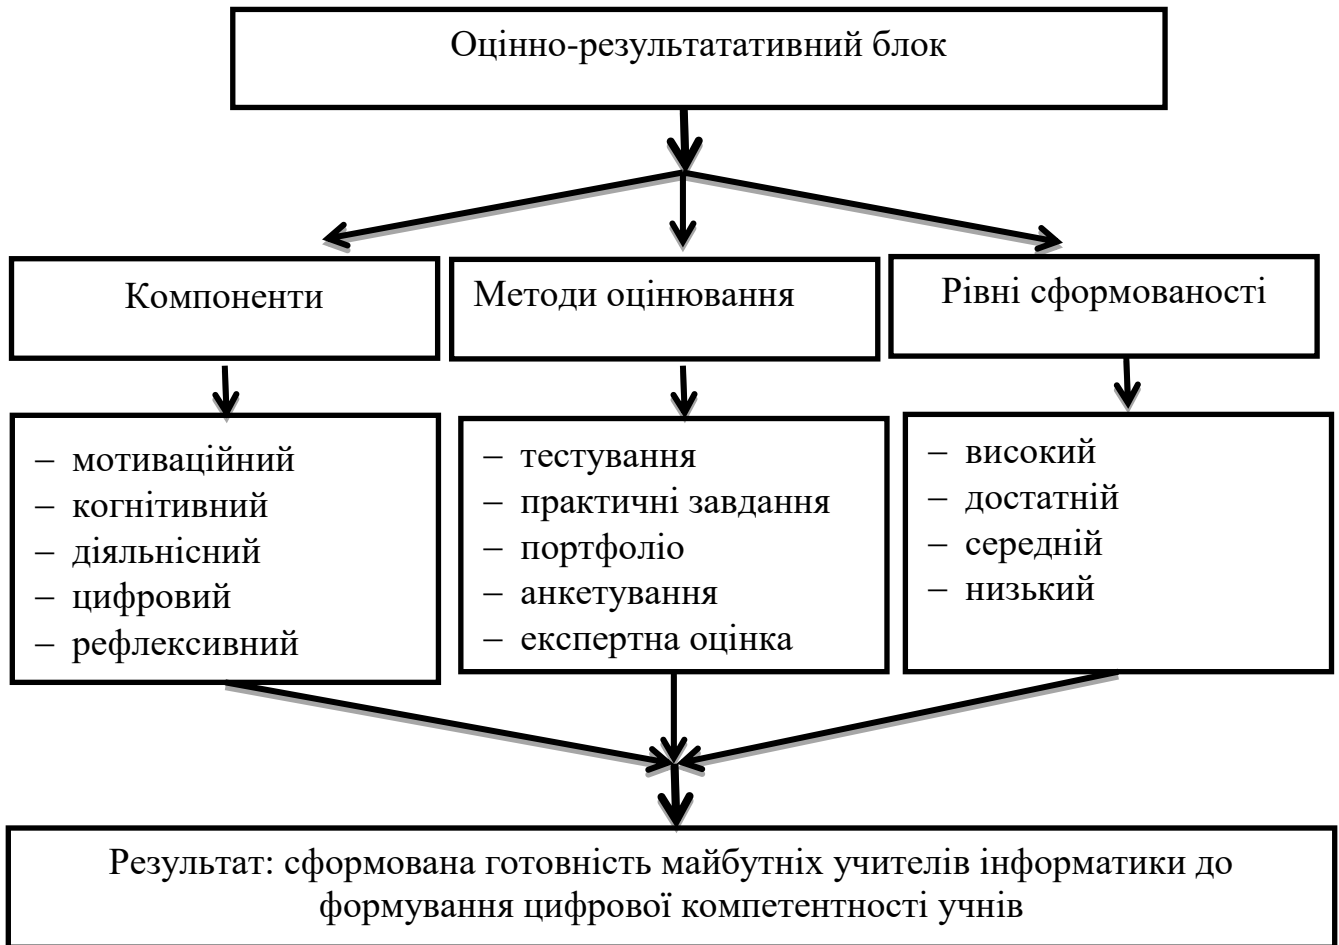 Оцінно-результатативний блок
Компоненти
Методи оцінювання
Рівні сформованості
– мотиваційний
– когнітивний
– діяльнісний
– цифровий
– рефлексивний
– тестування
– практичні завдання
– портфоліо
– анкетування
– експертна оцінка
– високий
– достатній
– середній
– низький
Результат: сформована готовність майбутніх учителів інформатики до
формування цифрової компетентності учнів